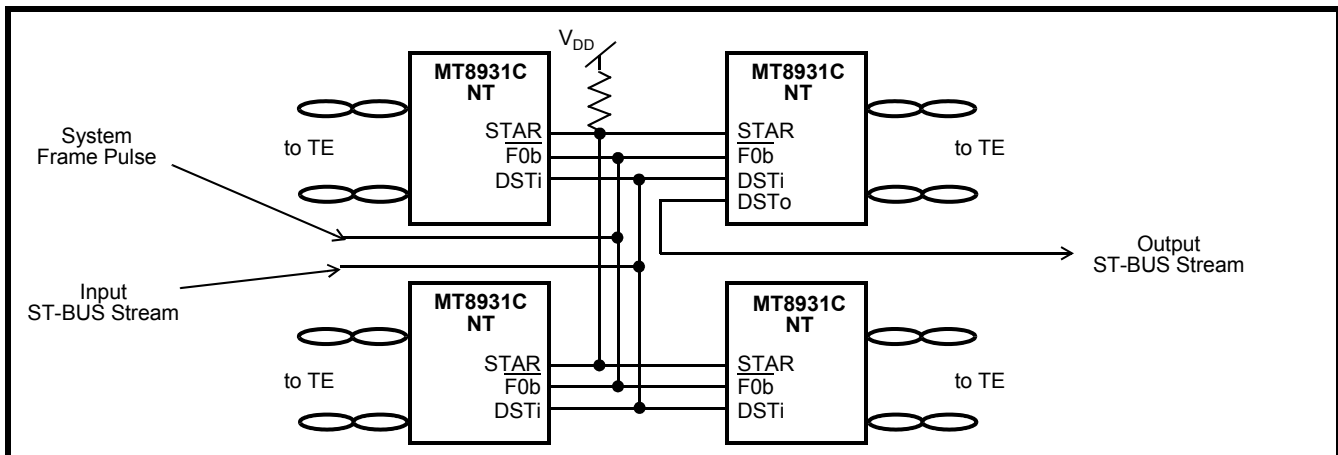 V_DD
MT8931C
NT
STAR
F0b
DSTi
to TE
MT8931C
NT
STAR
F0b
DSTi
DSTo
to TE
System
Frame Pulse
Input
ST-BUS Stream
Output
ST-BUS Stream
MT8931C
NT
STAR
F0b
DSTi
to TE
MT8931C
NT
STAR
F0b
DSTi
to TE